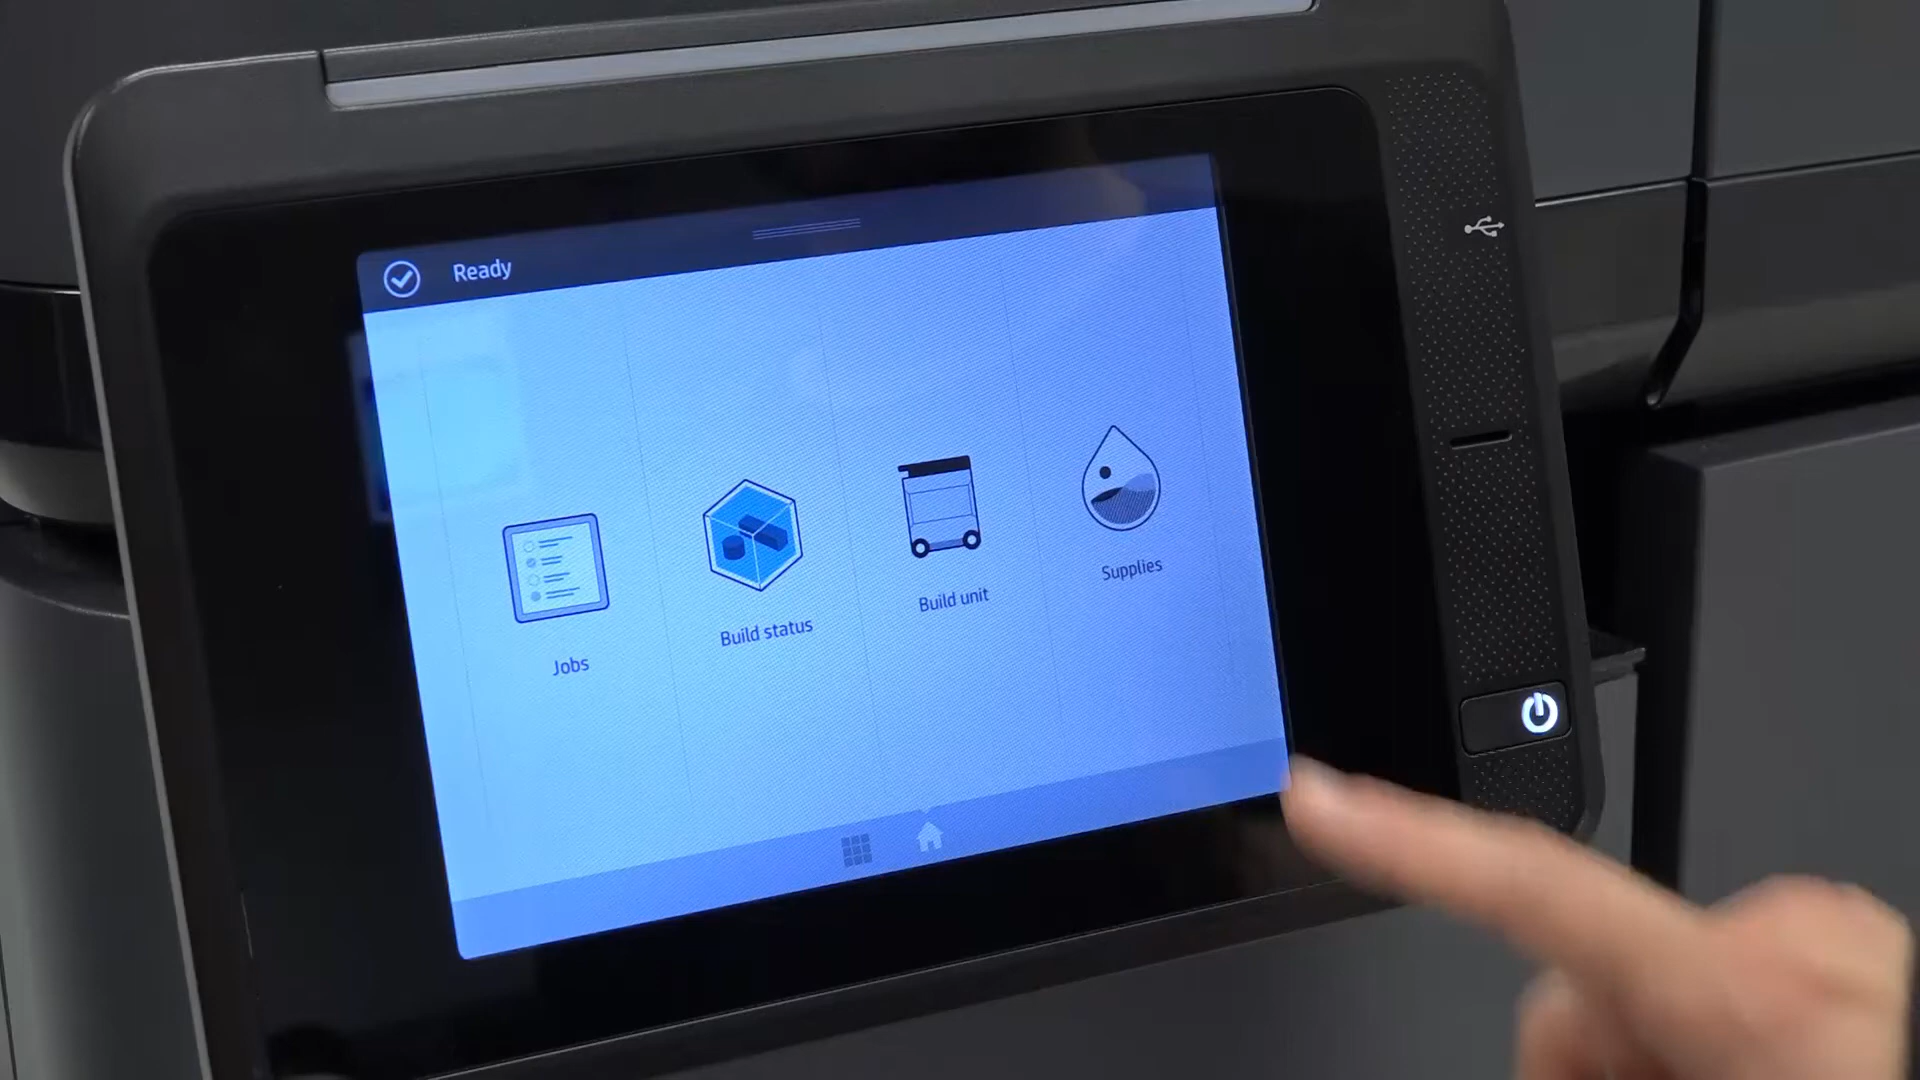 Ready
Jobs
Build status
Build unit
Supplies